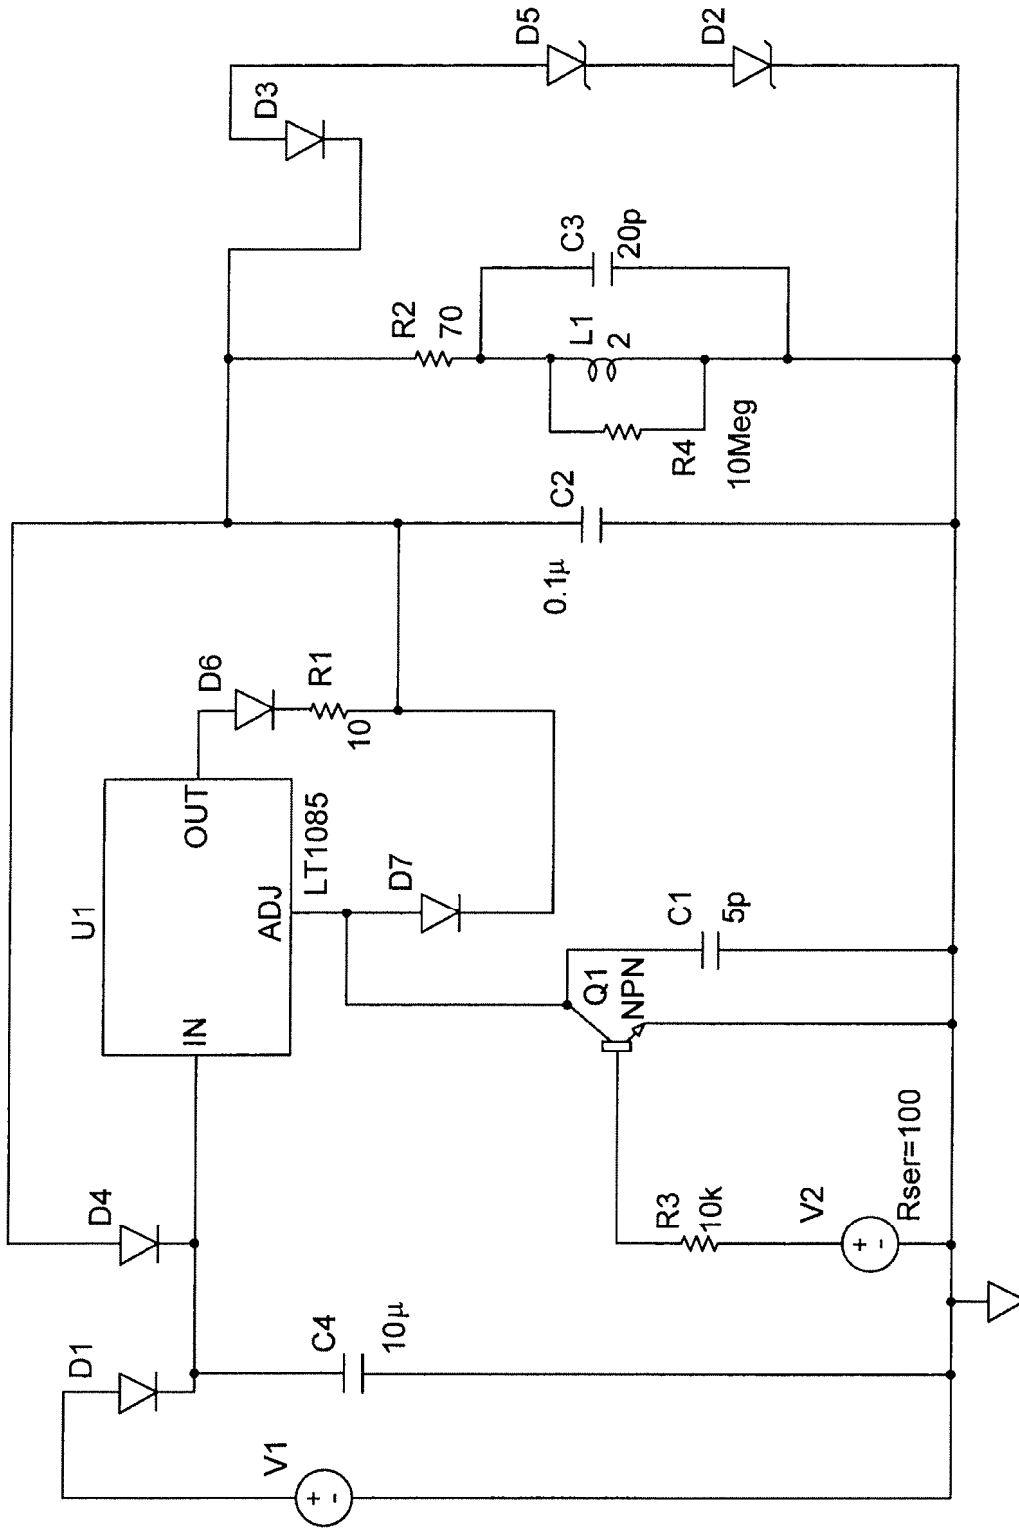 V1
+ -
D1
C4
10µ
D4
V2
+ -
Rser=100
R3
10k
Q1
NPN
C1
5p
U1
IN
ADJ
OUT
LT1085
D7
D6
R1
10
C2
0.1µ
R2
70
R4
10Meg
L1
2
C3
20p
D3
D5
D2